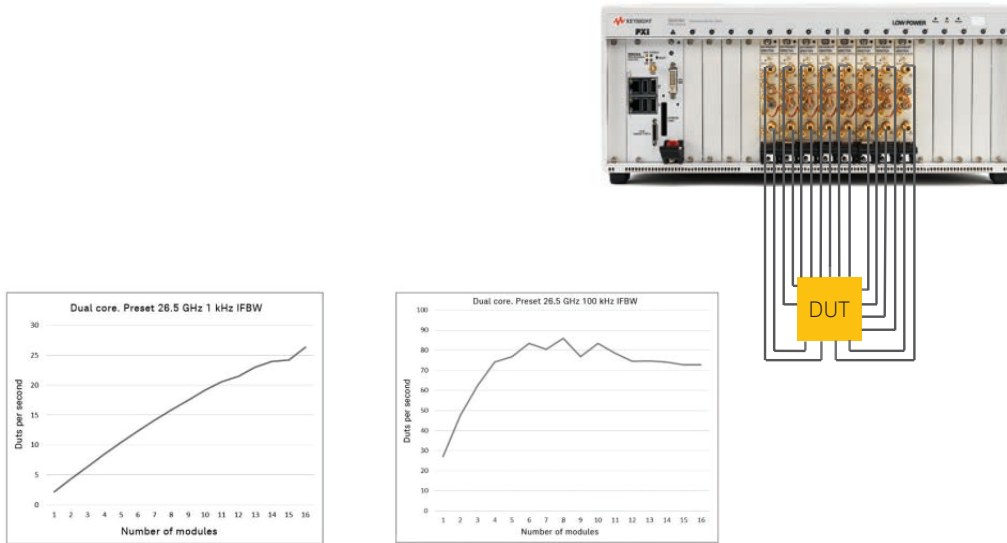 KEYSIGHT
PXI
LOW POWER
DUT
Dual core. Preset 26.5 GHz 1 kHz IFBW
30
25
20
15
10
5
0
Duts per second
1 2 3 4 5 6 7 8 9 10 11 12 13 14 15 16
Number of modules
Dual core. Preset 26.5 GHz 100 kHz IFBW
100
90
80
70
60
50
40
30
20
10
0
Duts per second
1 2 3 4 5 6 7 8 9 10 11 12 13 14 15 16
Number of modules